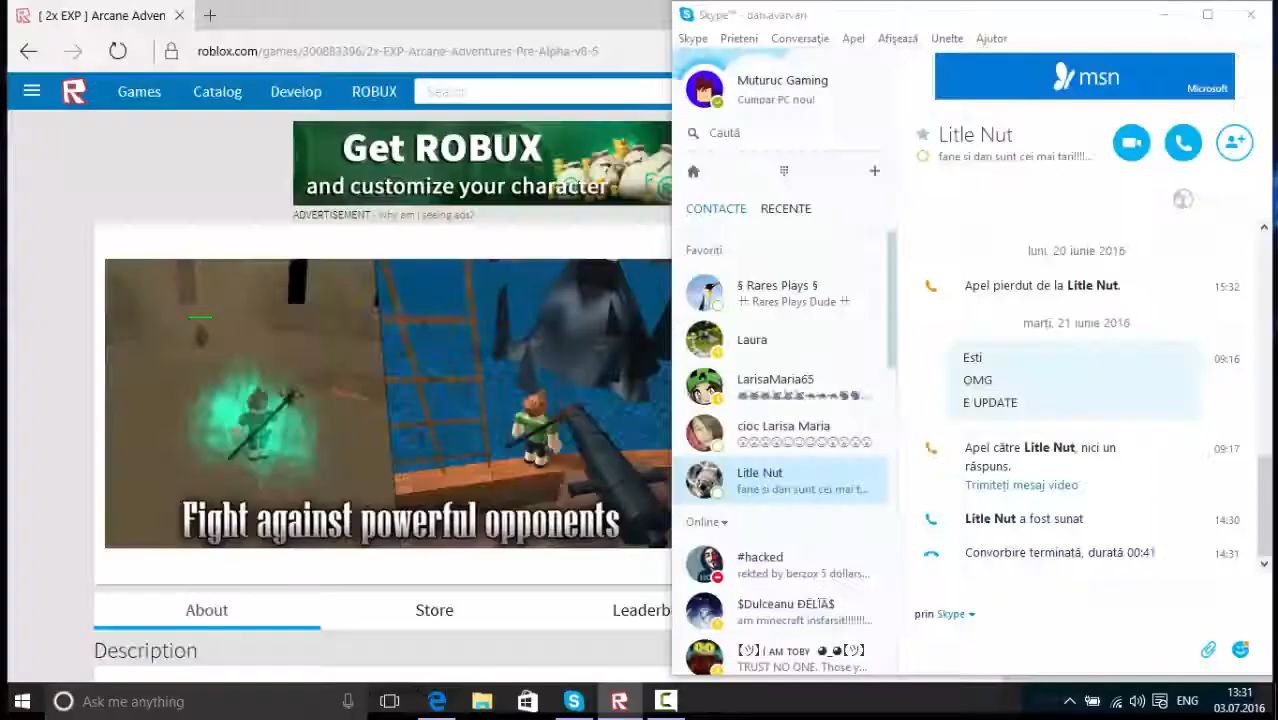 [ 2x EXP ] Arcane Adven
roblox.com/games/300883396/2x-EXP-Arcane-Adventures-Pre-Alpha-v8-5
Games
Catalog
Develop
ROBUX
Search
Get ROBUX
and customize your character
ADVERTISEMENT - Why am I seeing ads?
Fight against powerful opponents
About
Store
Leaderb
Description
Skype™ - dan.avarvari
Skype
Prieteni
Conversație
Apel
Afișează
Unelte
Ajutor
Muturuc Gaming
Cumpar PC nou!
Caută
CONTACTE
RECENTE
Favoriți
§ Rares Plays §
Rares Plays Dude
Laura
LarisaMaria65
cioc Larisa Maria
Litle Nut
fane si dan sunt cei mai t...
Online
#hacked
rekted by berzox 5 dollars...
$Dulceanu ĐÊLÏÂ$
am minecraft insfarsit!!!!!!!...
AM TOBY
TRUST NO ONE. Those y...
msn
Microsoft
Litle Nut
fane si dan sunt cei mai tari!!!!...
luni, 20 iunie 2016
Apel pierdut de la Litle Nut.
15:32
marți, 21 iunie 2016
Esti
09:16
OMG
E UPDATE
Apel către Litle Nut, nici un
09:17
răspuns.
Trimiteți mesaj video
Litle Nut a fost sunat
14:30
Convorbire terminată, durată 00:41
14:31
prin Skype
Ask me anything
ENG
13:31
03.07.2016